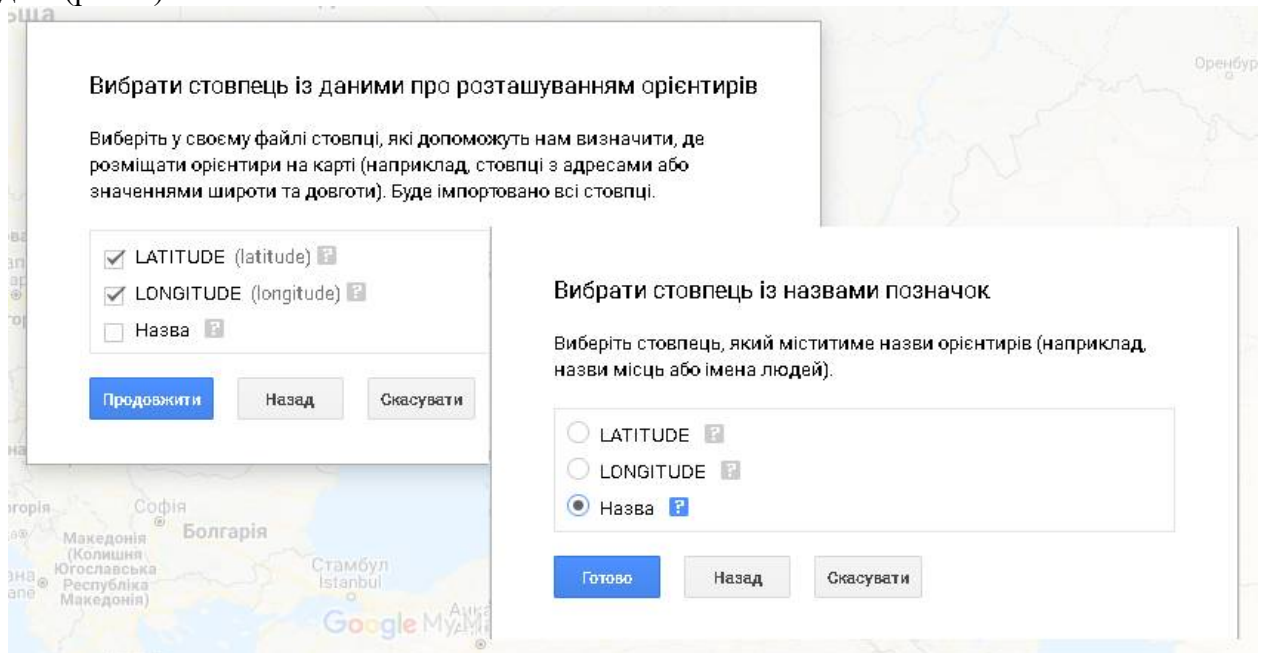 Вибрати стовпець із даними про розташуванням орієнтирів
Виберіть у своєму файлі стовпці, які допоможуть нам визначити, де
розміщати орієнтири на карті (наприклад, стовпці з адресами або
значеннями широти та довготи). Буде імпортовано всі стовпці.
LATITUDE (latitude) ?
LONGITUDE (longitude) ?
Назва ?
Продовжити Назад Скасувати
Вибрати стовпець із назвами позначок
Виберіть стовпець, який міститиме назви орієнтирів (наприклад,
назви місць або імена людей).
LATITUDE ?
LONGITUDE ?
Назва ?
Готово Назад Скасувати
Софія
Болгарія
Македонія
(Колишня
Югославська
Республіка
Македонія)
Стамбул
Istanbul
Google